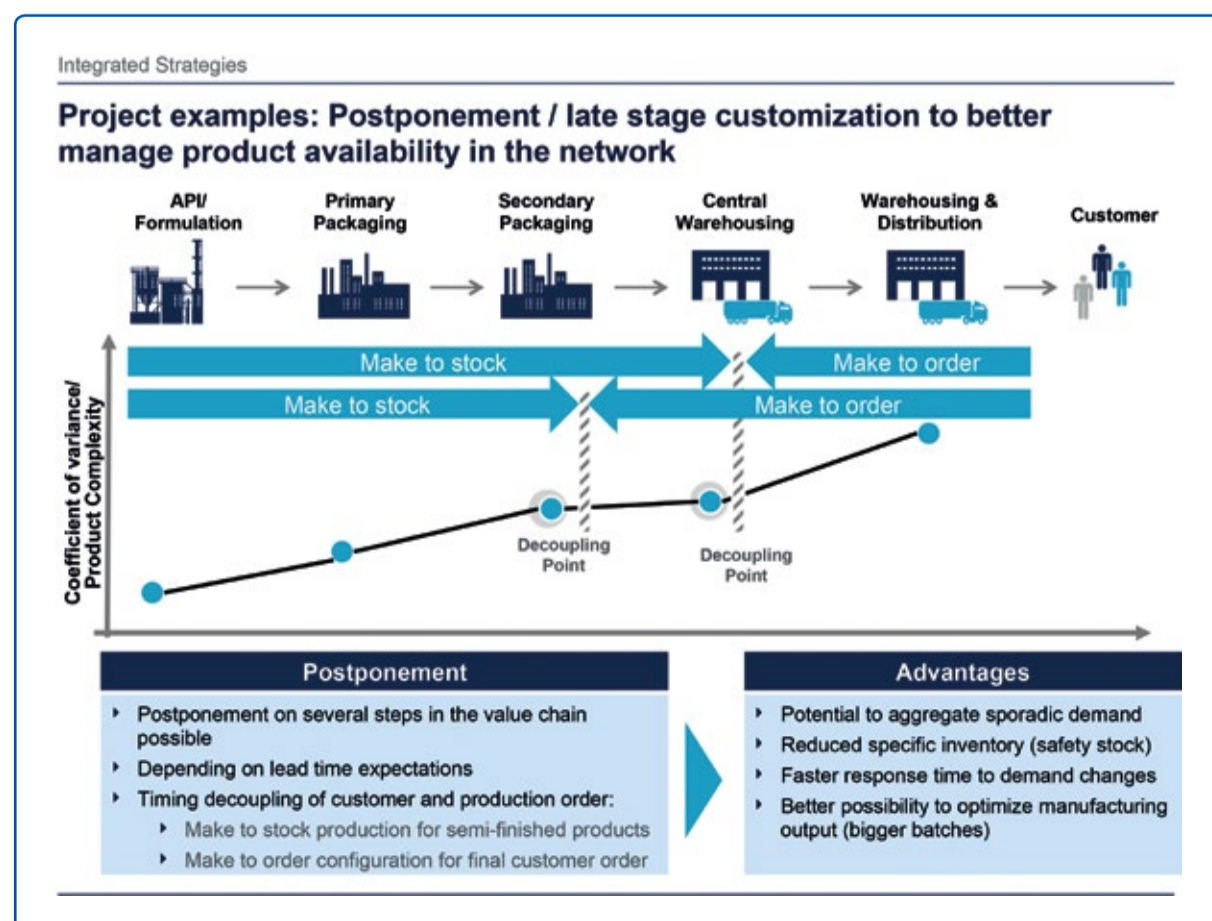 Integrated Strategies
Project examples: Postponement / late stage customization to better
manage product availability in the network
API/
Formulation
Primary
Packaging
Secondary
Packaging
Central
Warehousing
Warehousing &
Distribution
Customer
Make to stock
Make to order
Make to stock
Make to order
Coefficient of variance/
Product Complexity
Decoupling
Point
Decoupling
Point
Postponement
Postponement on several steps in the value chain
possible
Depending on lead time expectations
Timing decoupling of customer and production order:
Make to stock production for semi-finished products
Make to order configuration for final customer order
Advantages
Potential to aggregate sporadic demand
Reduced specific inventory (safety stock)
Faster response time to demand changes
Better possibility to optimize manufacturing
output (bigger batches)